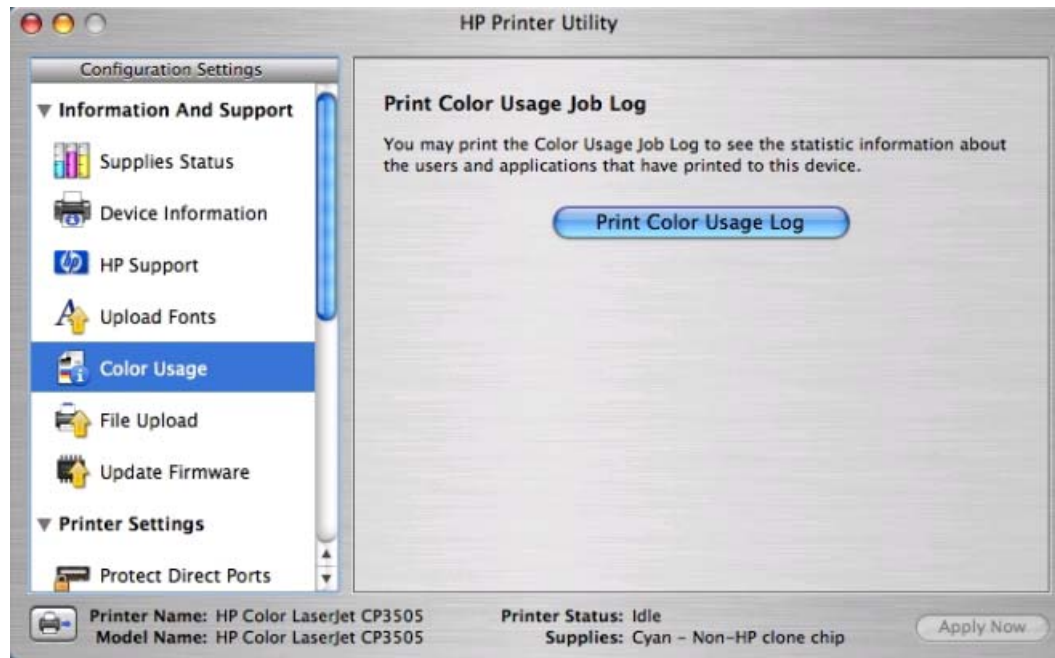 HP Printer Utility
Configuration Settings
Information And Support
Supplies Status
Device Information
HP Support
Upload Fonts
Color Usage
File Upload
Update Firmware
Printer Settings
Protect Direct Ports
Print Color Usage Job Log
You may print the Color Usage Job Log to see the statistic information about
the users and applications that have printed to this device.
Print Color Usage Log
Printer Name: HP Color LaserJet CP3505
Model Name: HP Color LaserJet CP3505
Printer Status: Idle
Supplies: Cyan - Non-HP clone chip
Apply Now